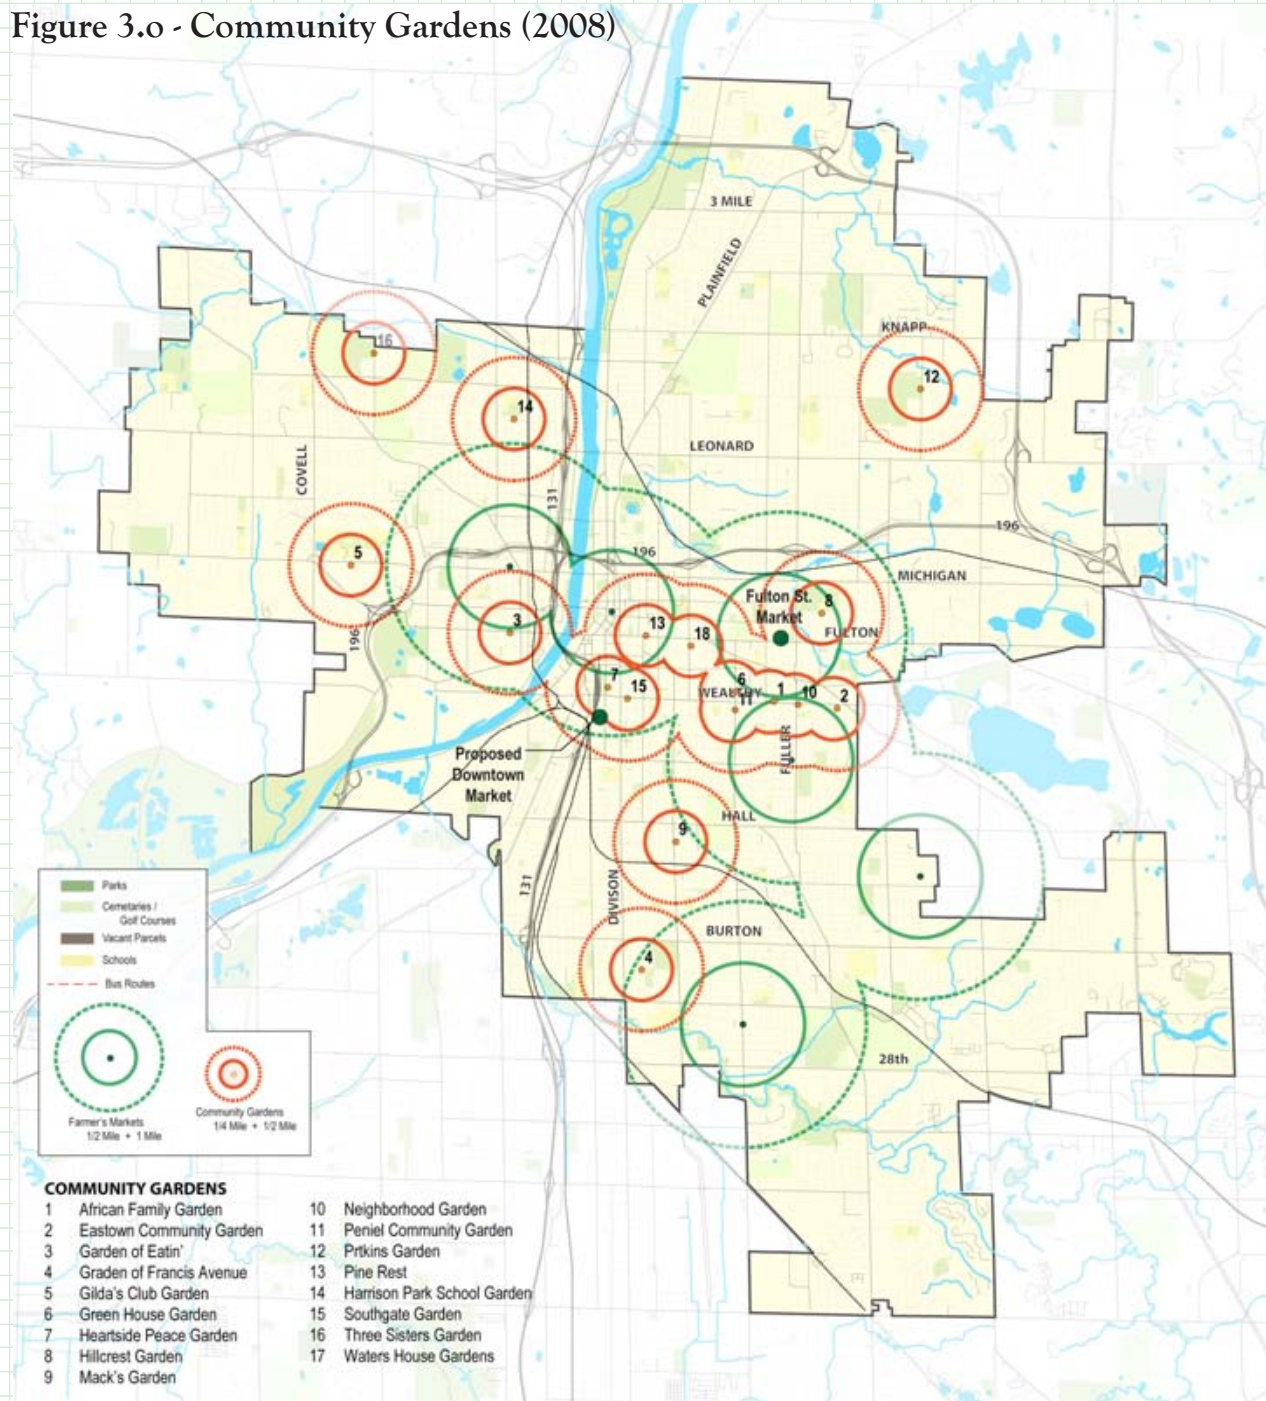 Figure 3.0 - Community Gardens (2008)
3 MILE
PLAINFIELD
KNAPP
16
12
14
LEONARD
COVELL
131
196
5
196
MICHIGAN
Fulton St.
Market
8
3
13
18
FULTON
196
7
15
6
WEALTHY
11
1
10
2
FULLER
Proposed
Downtown
Market
HALL
9
131
DIVISON
BURTON
4
28th
Parks
Cemetaries /
Golf Courses
Vacant Parcels
Schools
Bus Routes
Farmer's Markets
1/2 Mile + 1 Mile
Community Gardens
1/4 Mile + 1/2 Mile
COMMUNITY GARDENS
1 African Family Garden
2 Eastown Community Garden
3 Garden of Eatin'
4 Graden of Francis Avenue
5 Gilda's Club Garden
6 Green House Garden
7 Heartside Peace Garden
8 Hillcrest Garden
9 Mack's Garden
10 Neighborhood Garden
11 Peniel Community Garden
12 Prtkins Garden
13 Pine Rest
14 Harrison Park School Garden
15 Southgate Garden
16 Three Sisters Garden
17 Waters House Gardens